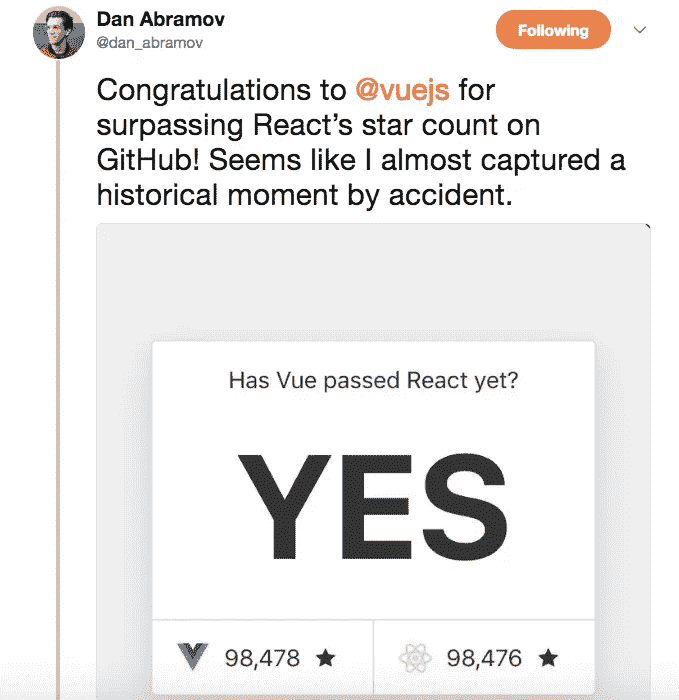 Dan Abramov
@dan_abramov
Following
Congratulations to @vuejs for
surpassing React’s star count on
GitHub! Seems like I almost captured a
historical moment by accident.
Has Vue passed React yet?
YES
98,478 ★
98,476 ★